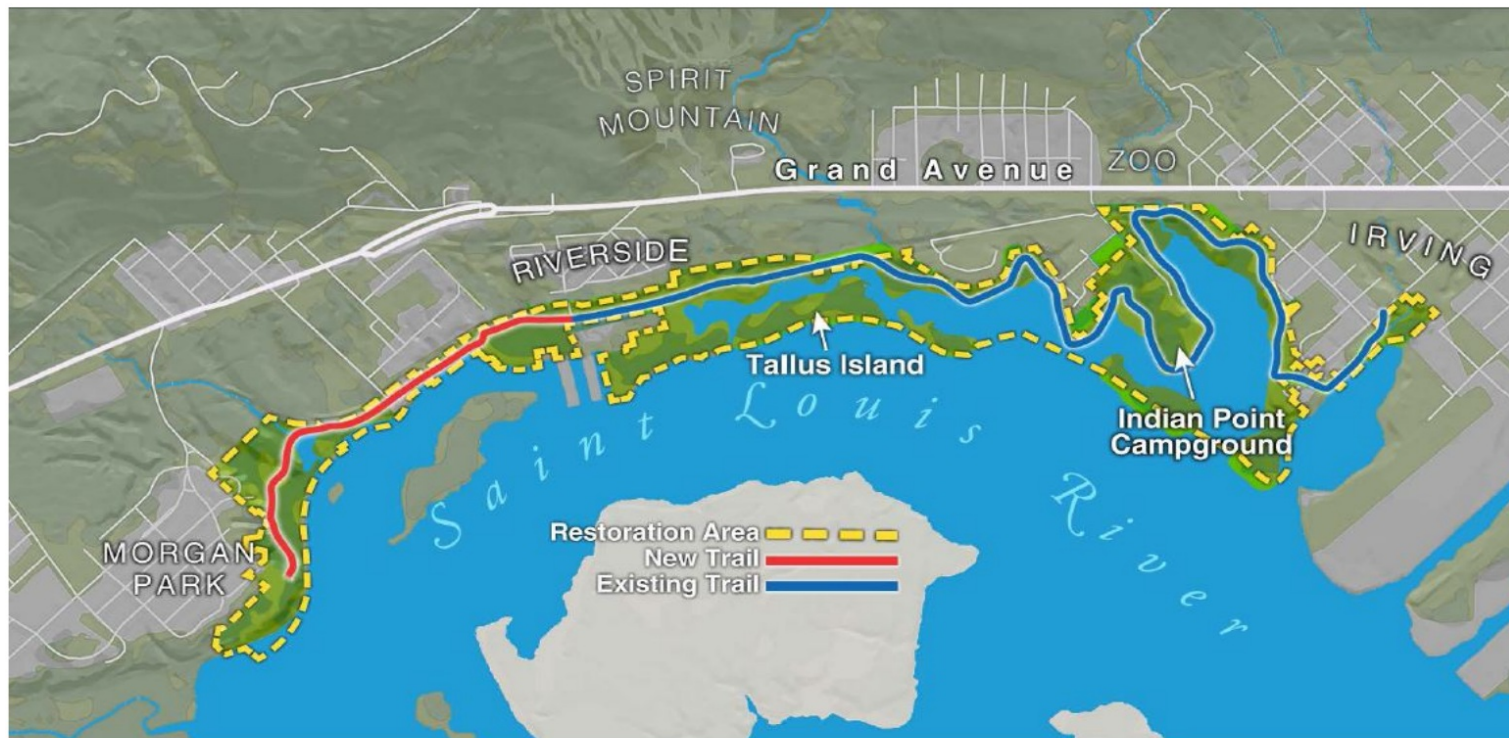 SPIRIT
MOUNTAIN
Grand Avenue
ZOO
IRVING
RIVERSIDE
Tallus Island
Indian Point
Campground
Saint Louis River
Restoration Area
New Trail
Existing Trail
MORGAN
PARK